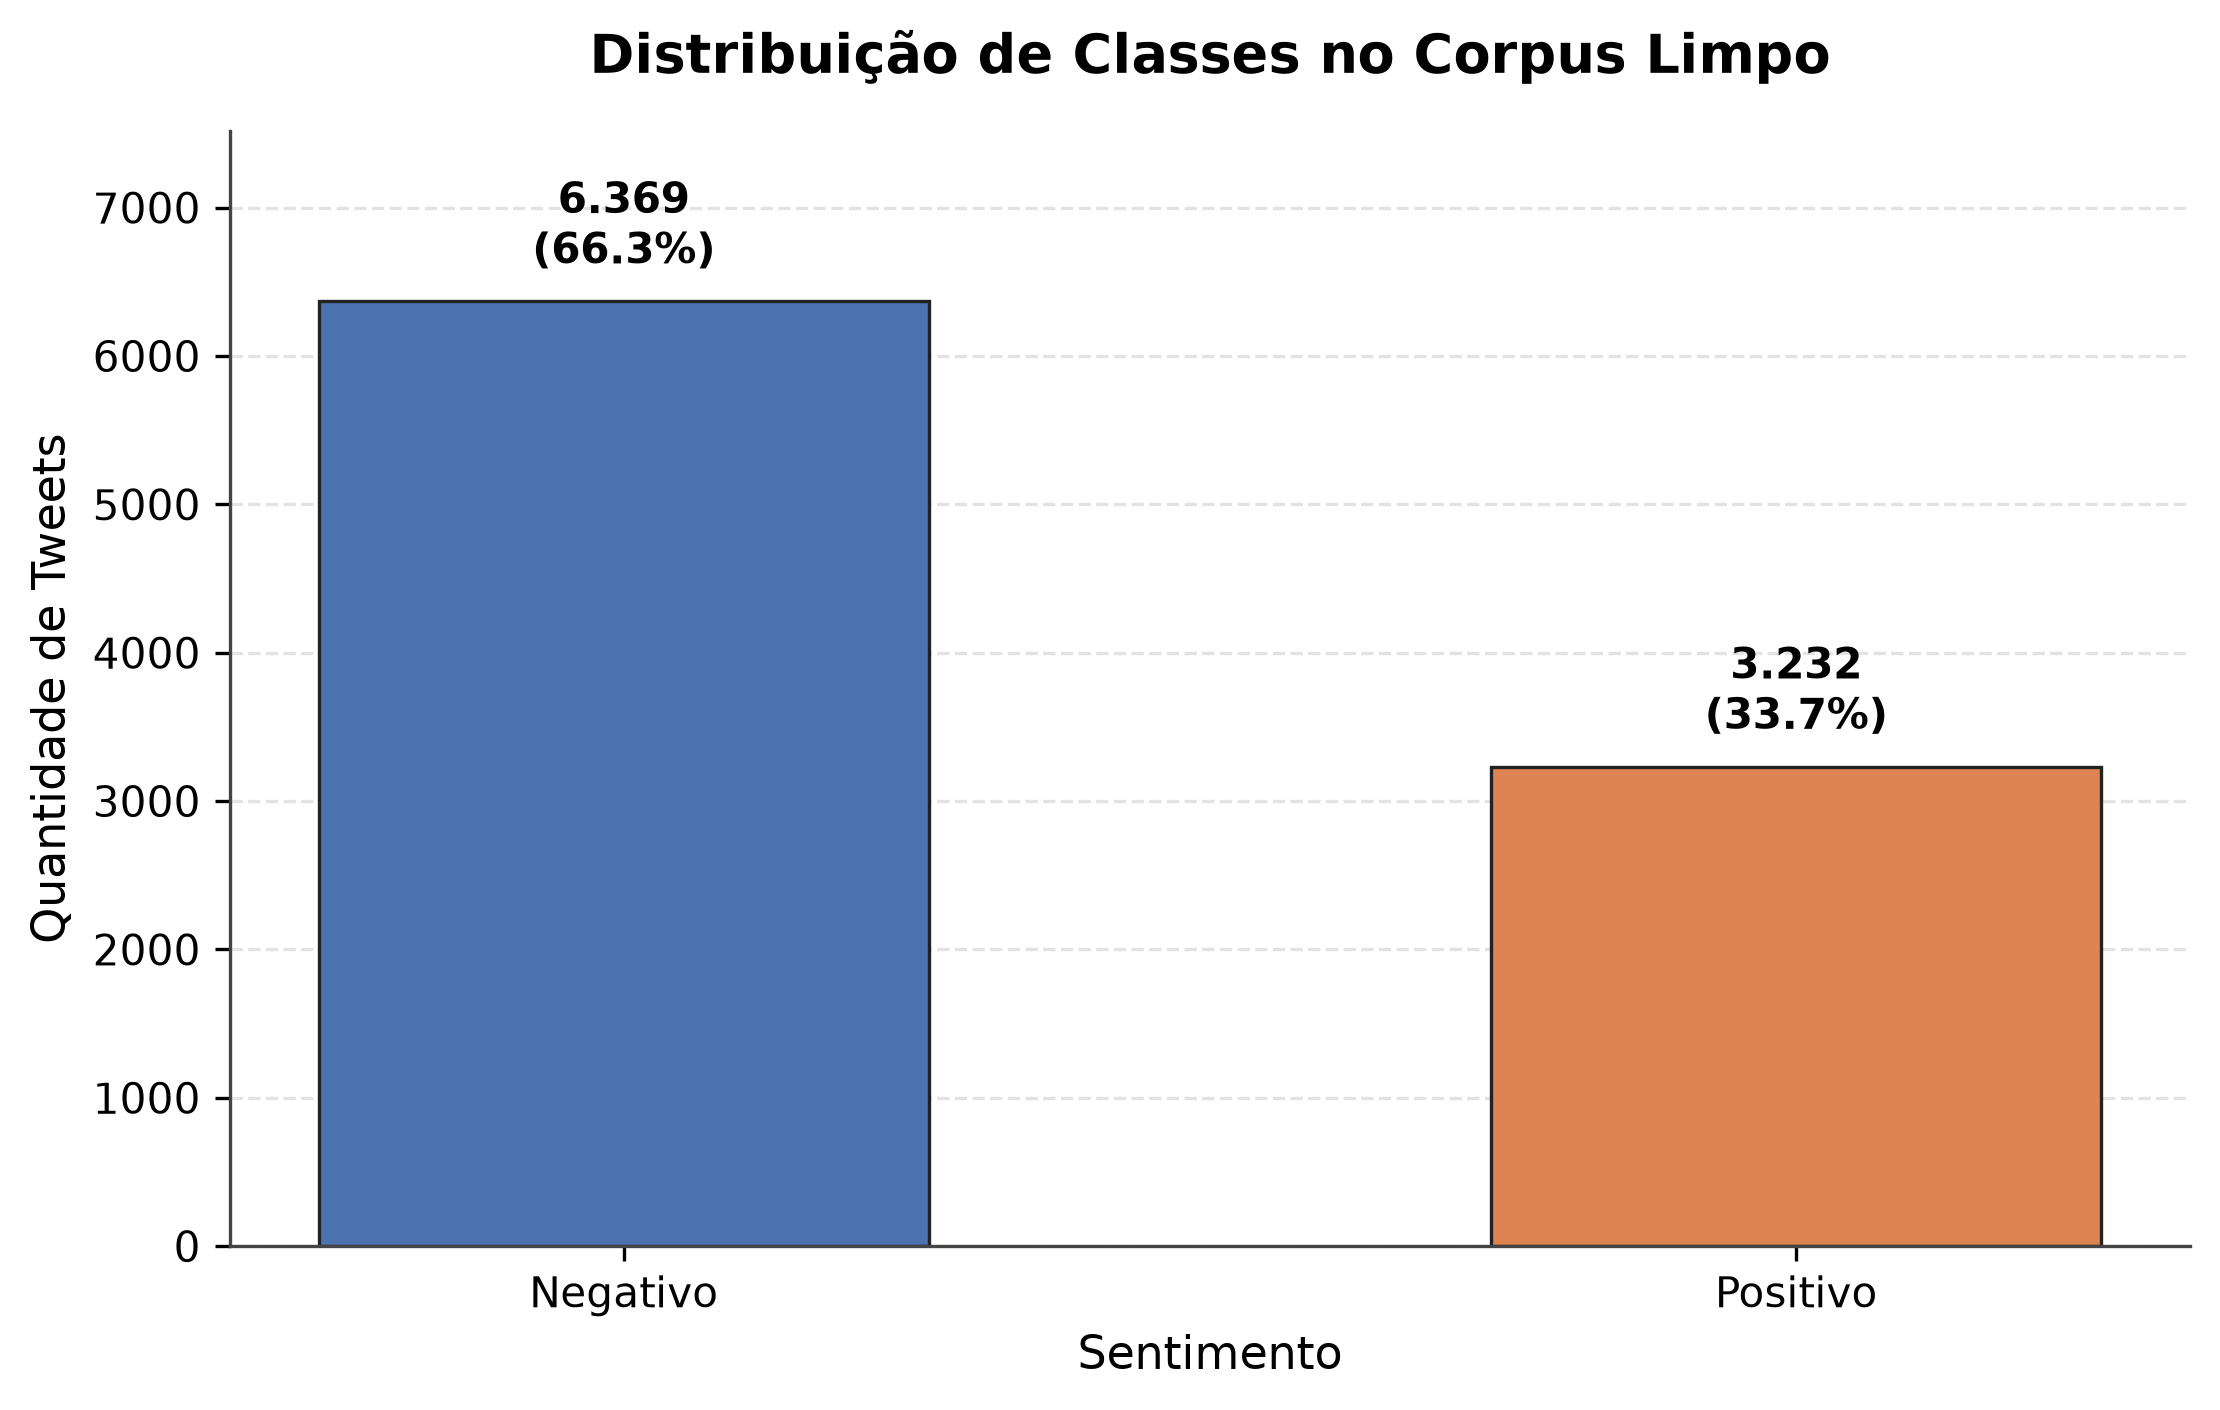 Distribuição de Classes no Corpus Limpo
Quantidade de Tweets
7000
6000
5000
4000
3000
2000
1000
0
6.369
(66.3%)
3.232
(33.7%)
Negativo
Positivo
Sentimento